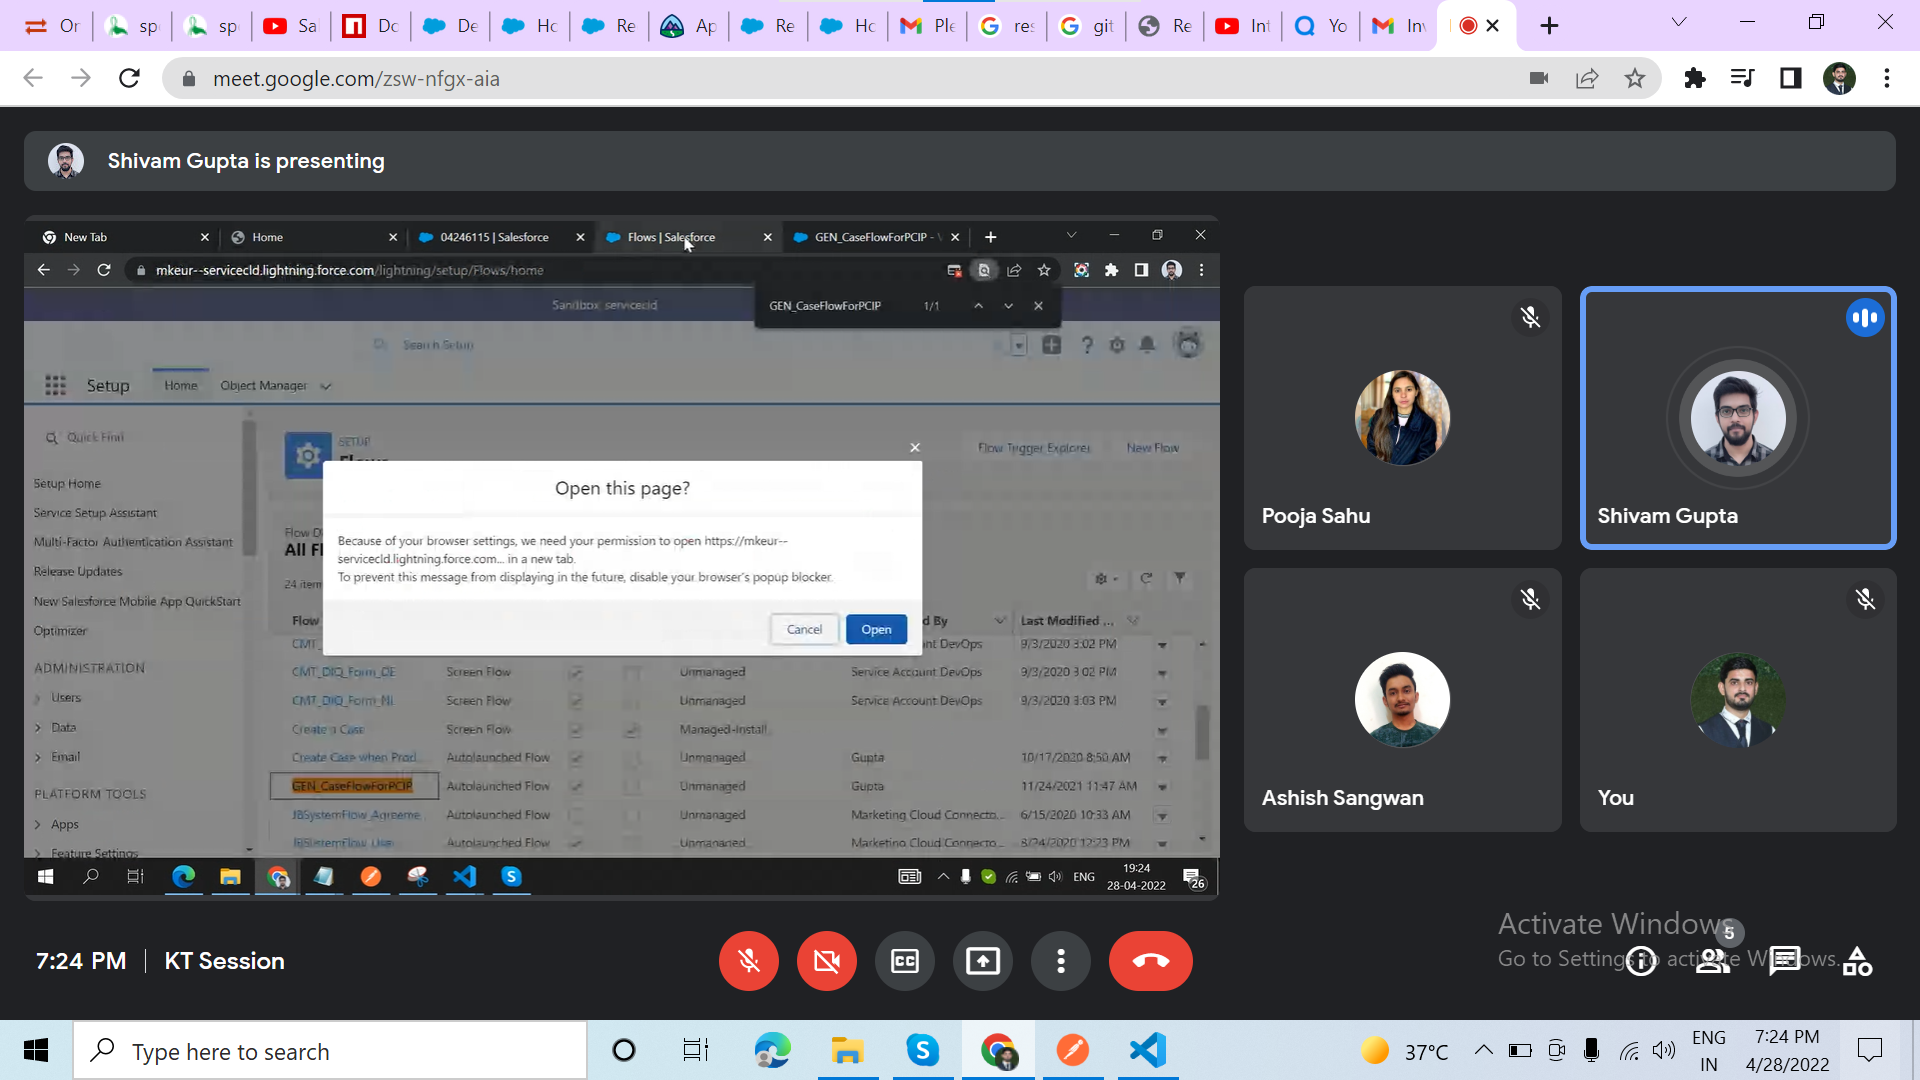 Or
sp
sp
Sal
Do
De
Ho
Re
Ap
Re
Ho
Ple
res
git
Re
Int
Yo
Inv
meet.google.com/zsw-nfgx-aia
Shivam Gupta is presenting
New Tab
Home
04246115 | Salesforce
Flows | Salesforce
GEN_CaseFlowForPCIP - V
mkeur--servicecld.lightning.force.com/lightning/setup/Flows/home
Sandbox: servicecld
GEN_CaseFlowForPCIP 1/1
Search Setup
Setup
Home
Object Manager
Quick Find
Setup Home
Service Setup Assistant
Multi-Factor Authentication Assistant
Release Updates
New Salesforce Mobile App QuickStart
Optimizer
ADMINISTRATION
Users
Data
Email
PLATFORM TOOLS
Apps
Feature Settings
SETUP
Flows
Flow Trigger Explorer
New Flow
Flow D
All Fl
24 item
Open this page?
Because of your browser settings, we need your permission to open https://mkeur--
servicecld.lightning.force.com... in a new tab.
To prevent this message from displaying in the future, disable your browser's popup blocker.
Cancel
Open
Flow
d By
Last Modified ...
CMT_ nt DevOps 9/3/2020 3:02 PM
CMT_DIQ_Form_DE Screen Flow Unmanaged Service Account DevOps 9/3/2020 3:02 PM
CMT_DIQ_Form_NL Screen Flow Unmanaged Service Account DevOps 9/3/2020 3:03 PM
Create a Case Screen Flow Managed-Install...
Create Case when Prod... Autolaunched Flow Unmanaged Gupta 10/17/2020 8:50 AM
GEN_CaseFlowForPCIP Autolaunched Flow Unmanaged Gupta 11/24/2021 11:47 AM
JBSystemFlow_Agreeme... Autolaunched Flow Unmanaged Marketing Cloud Connecto... 6/15/2020 10:33 AM
JBSystemFlow_User Autolaunched Flow Unmanaged Marketing Cloud Connecto... 8/24/2020 12:23 PM
ENG
19:24
28-04-2022
26
Pooja Sahu
Shivam Gupta
Ashish Sangwan
You
7:24 PM
KT Session
CC
5
Activate Windows
Go to Settings to activate Windows.
Type here to search
37°C
ENG
IN
7:24 PM
4/28/2022